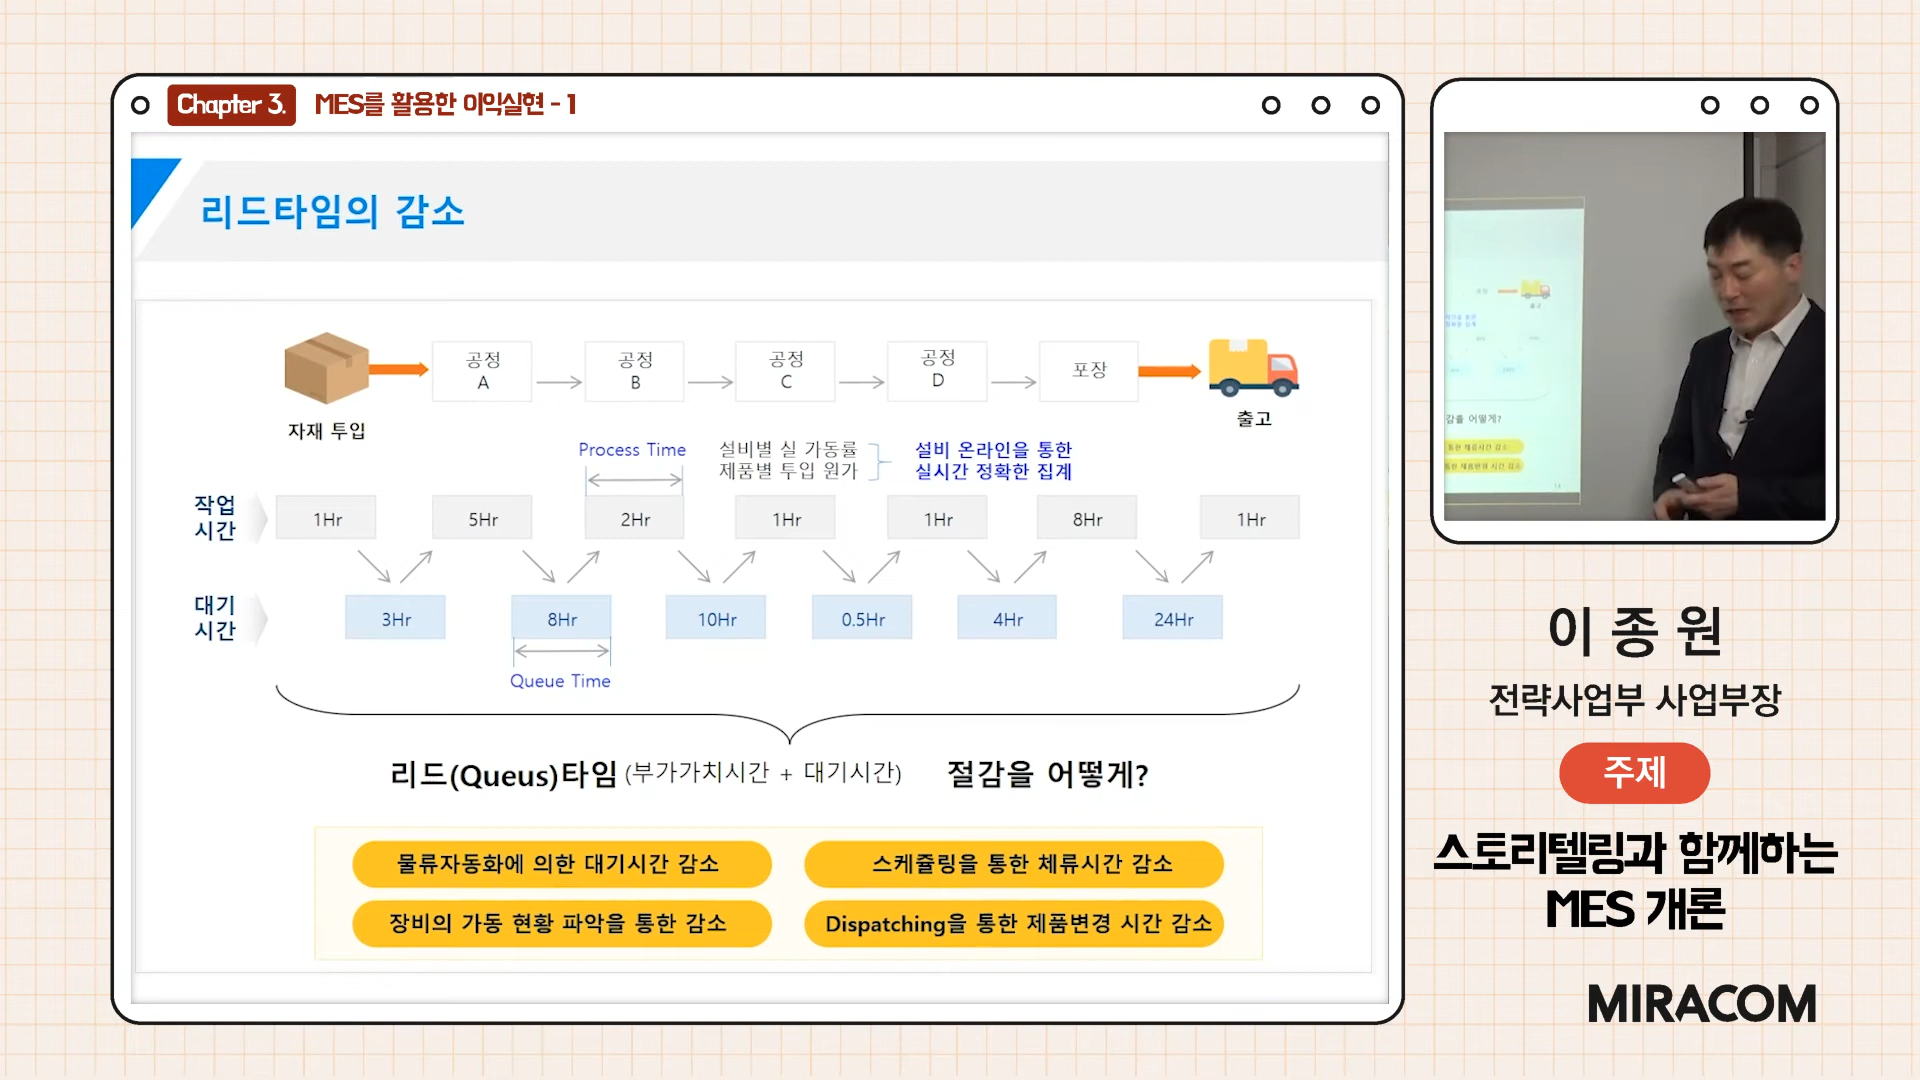 Chapter 3.
MES를 활용한 이익실현 - 1
리드타임의 감소
공정
A
공정
B
공정
C
공정
D
포장
자재 투입
출고
Process Time
설비별 실 가동률
제품별 투입 원가
설비 온라인을 통한
실시간 정확한 집계
작업
시간
1Hr
5Hr
2Hr
1Hr
1Hr
8Hr
1Hr
대기
시간
3Hr
8Hr
10Hr
0.5Hr
4Hr
24Hr
Queue Time
리드(Queus)타임 (부가가치시간 + 대기시간) 절감을 어떻게?
물류자동화에 의한 대기시간 감소
스케쥴링을 통한 체류시간 감소
장비의 가동 현황 파악을 통한 감소
Dispatching을 통한 제품변경 시간 감소
이종원
전략사업부 사업부장
주제
스토리텔링과 함께하는
MES 개론
MIRACOM